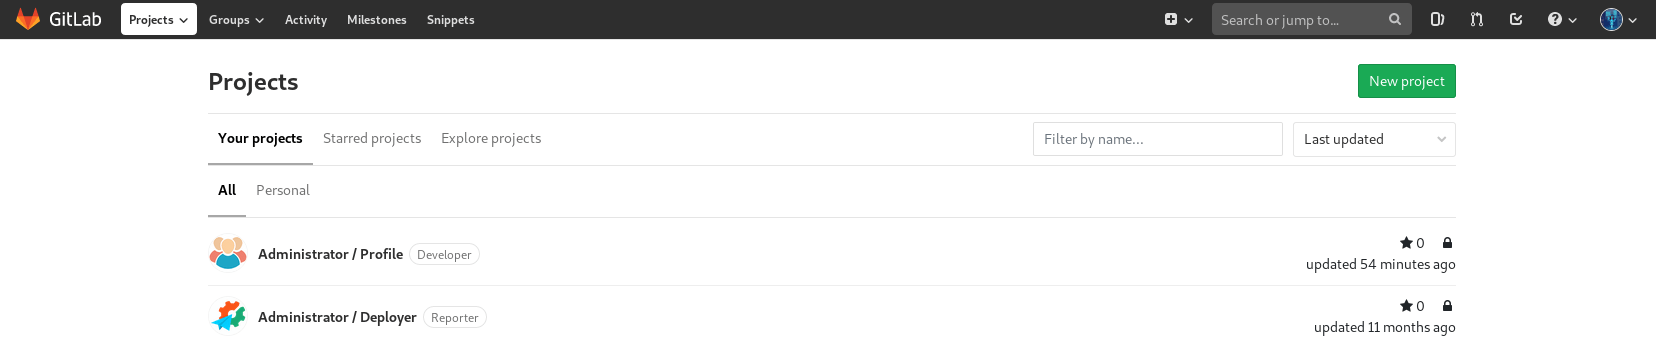 GitLab Projects Groups Activity Milestones Snippets Search or jump to...
Projects New project
Your projects Starred projects Explore projects Filter by name... Last updated
All Personal
Administrator / Profile Developer 0
updated 54 minutes ago
Administrator / Deployer Reporter 0
updated 11 months ago